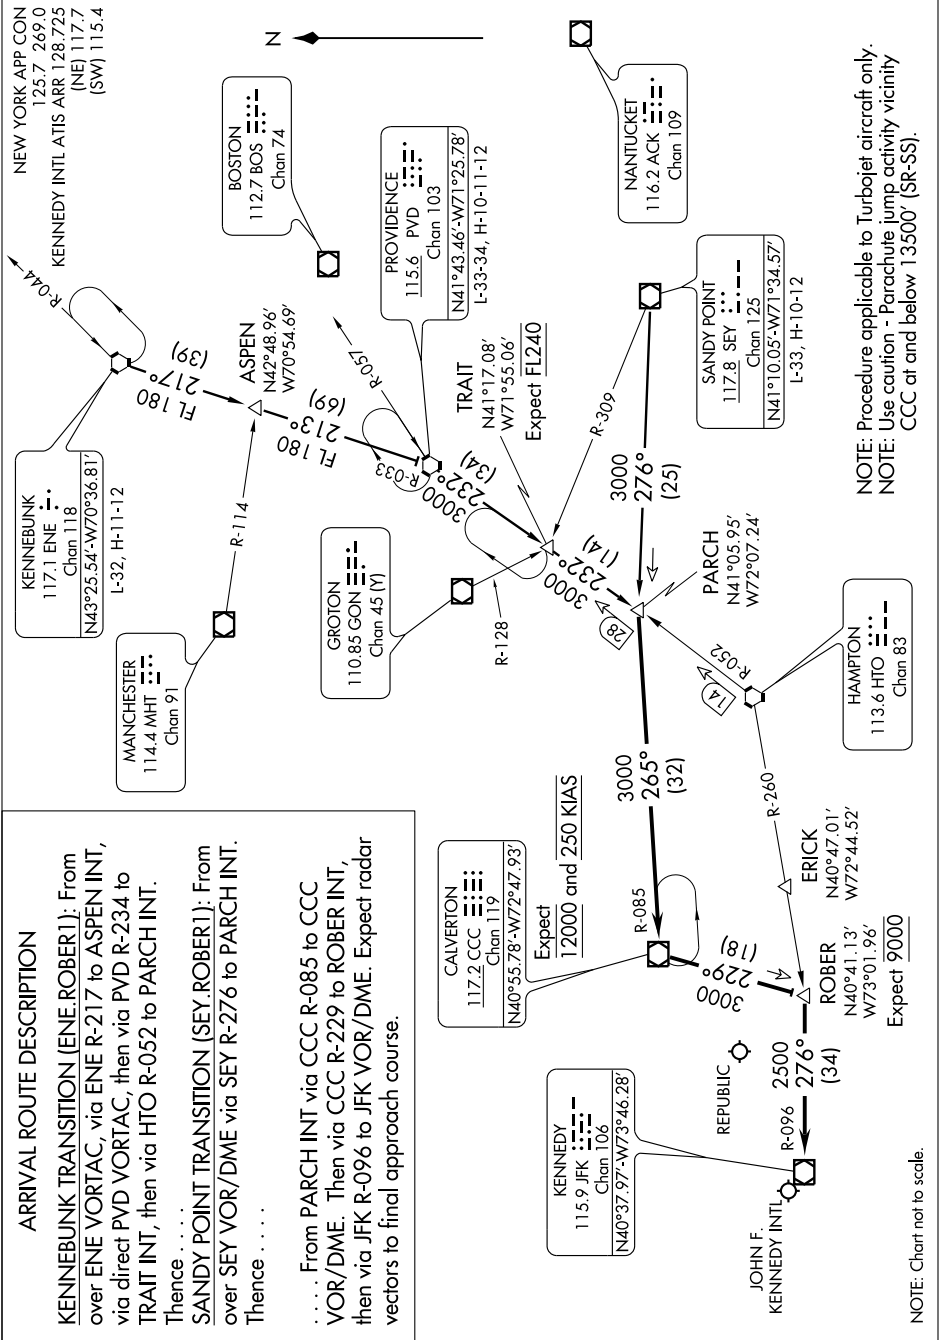 NEW YORK APP CON
125.7 269.0
KENNEDY INTL ATIS ARR 128.725
(NE) 117.7
(SW) 115.4
ARRIVAL ROUTE DESCRIPTION
KENNEBUNK TRANSITION (ENE.ROBER1): From
over ENE VORTAC, via ENE R-217 to ASPEN INT,
via direct PVD VORTAC, then via PVD R-234 to
TRAIT INT, then via HTO R-052 to PARCH INT.
Thence . . . .
SANDY POINT TRANSITION (SEY.ROBER1): From
over SEY VOR/DME via SEY R-276 to PARCH INT.
Thence . . . .
. . . . From PARCH INT via CCC R-085 to CCC
VOR/DME. Then via CCC R-229 to ROBER INT,
then via JFK R-096 to JFK VOR/DME. Expect radar
vectors to final approach course.
MANCHESTER
114.4 MHT
Chan 91
R-114
KENNEBUNK
117.1 ENE
Chan 118
N43°25.54'-W70°36.81'
L-32, H-11-12
R-044
FL 180
217°
(39)
ASPEN
N42°48.96'
W70°54.69'
FL 180
213°
(69)
BOSTON
112.7 BOS
Chan 74
N
R-057
R-033
PROVIDENCE
115.6 PVD
Chan 103
N41°43.46'-W71°25.78'
L-33-34, H-10-11-12
3000
232°
(34)
GROTON
110.85 GON
Chan 45 (Y)
R-128
TRAIT
N41°17.08'
W71°55.06'
Expect FL240
3000
232°
(14)
28
R-309
NANTUCKET
116.2 ACK
Chan 109
SANDY POINT
117.8 SEY
Chan 125
N41°10.05'-W71°34.57'
L-33, H-10-12
3000
276°
(25)
PARCH
N41°05.95'
W72°07.24'
R-052
14
HAMPTON
113.6 HTO
Chan 83
R-260
3000
265°
(32)
R-085
CALVERTON
117.2 CCC
Chan 119
N40°55.78'-W72°47.93'
Expect
12000 and 250 KIAS
3000
229°
(18)
ERICK
N40°47.01'
W72°44.52'
ROBER
N40°41.13'
W73°01.96'
Expect 9000
REPUBLIC
2500
276°
(34)
R-096
KENNEDY
115.9 JFK
Chan 106
N40°37.97'-W73°46.28'
JOHN F.
KENNEDY INTL
NOTE: Procedure applicable to Turbojet aircraft only.
NOTE: Use caution - Parachute jump activity vicinity
CCC at and below 13500' (SR-SS).
NOTE: Chart not to scale.